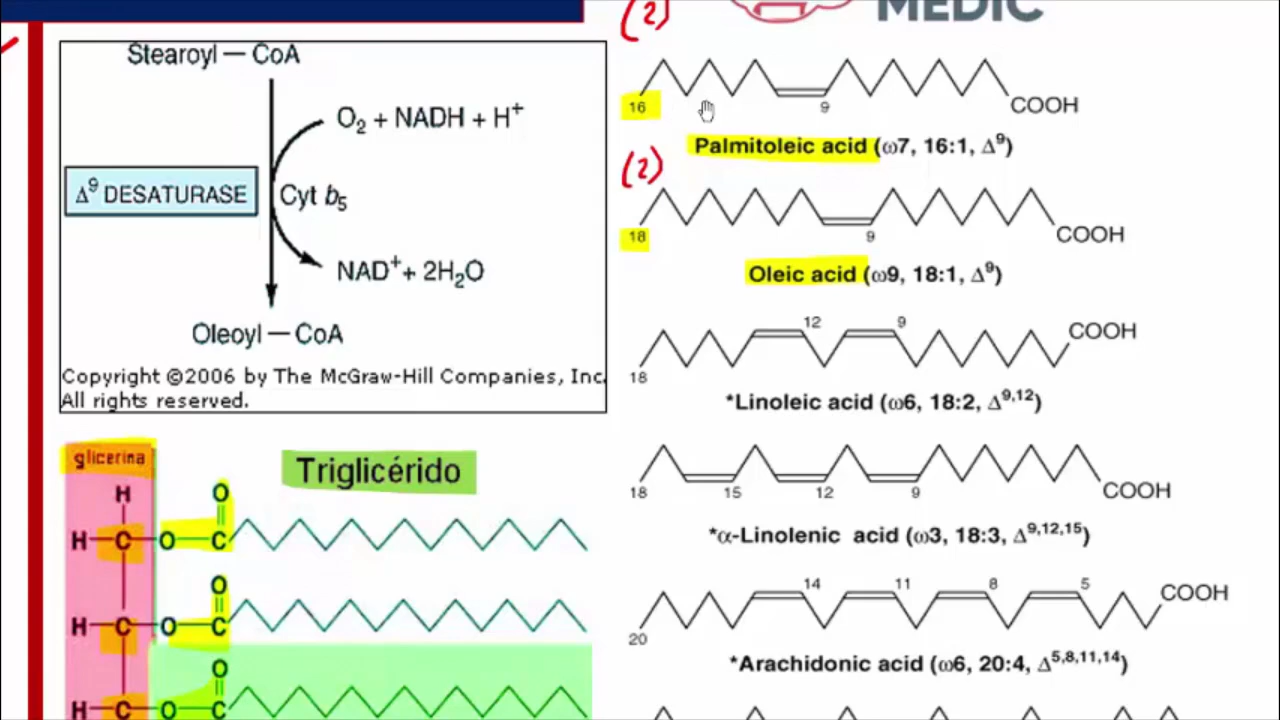 MEDIC
Stearoyl — CoA
O₂ + NADH + H⁺
Δ⁹ DESATURASE
Cyt b₅
NAD⁺ + 2H₂O
Oleoyl — CoA
Copyright ©2006 by The McGraw-Hill Companies, Inc.
All rights reserved.
glicerina
Triglicérido
H
O
H C O C
O
H C O C
O
H C O C
(2)
16
9
COOH
Palmitoleic acid (ω7, 16:1, Δ⁹)
(2)
18
9
COOH
Oleic acid (ω9, 18:1, Δ⁹)
12
9
COOH
18
*Linoleic acid (ω6, 18:2, Δ⁹,¹²)
18
15
12
9
COOH
*α-Linolenic acid (ω3, 18:3, Δ⁹,¹²,¹⁵)
14
11
8
5
COOH
20
*Arachidonic acid (ω6, 20:4, Δ⁵,⁸,¹¹,¹⁴)